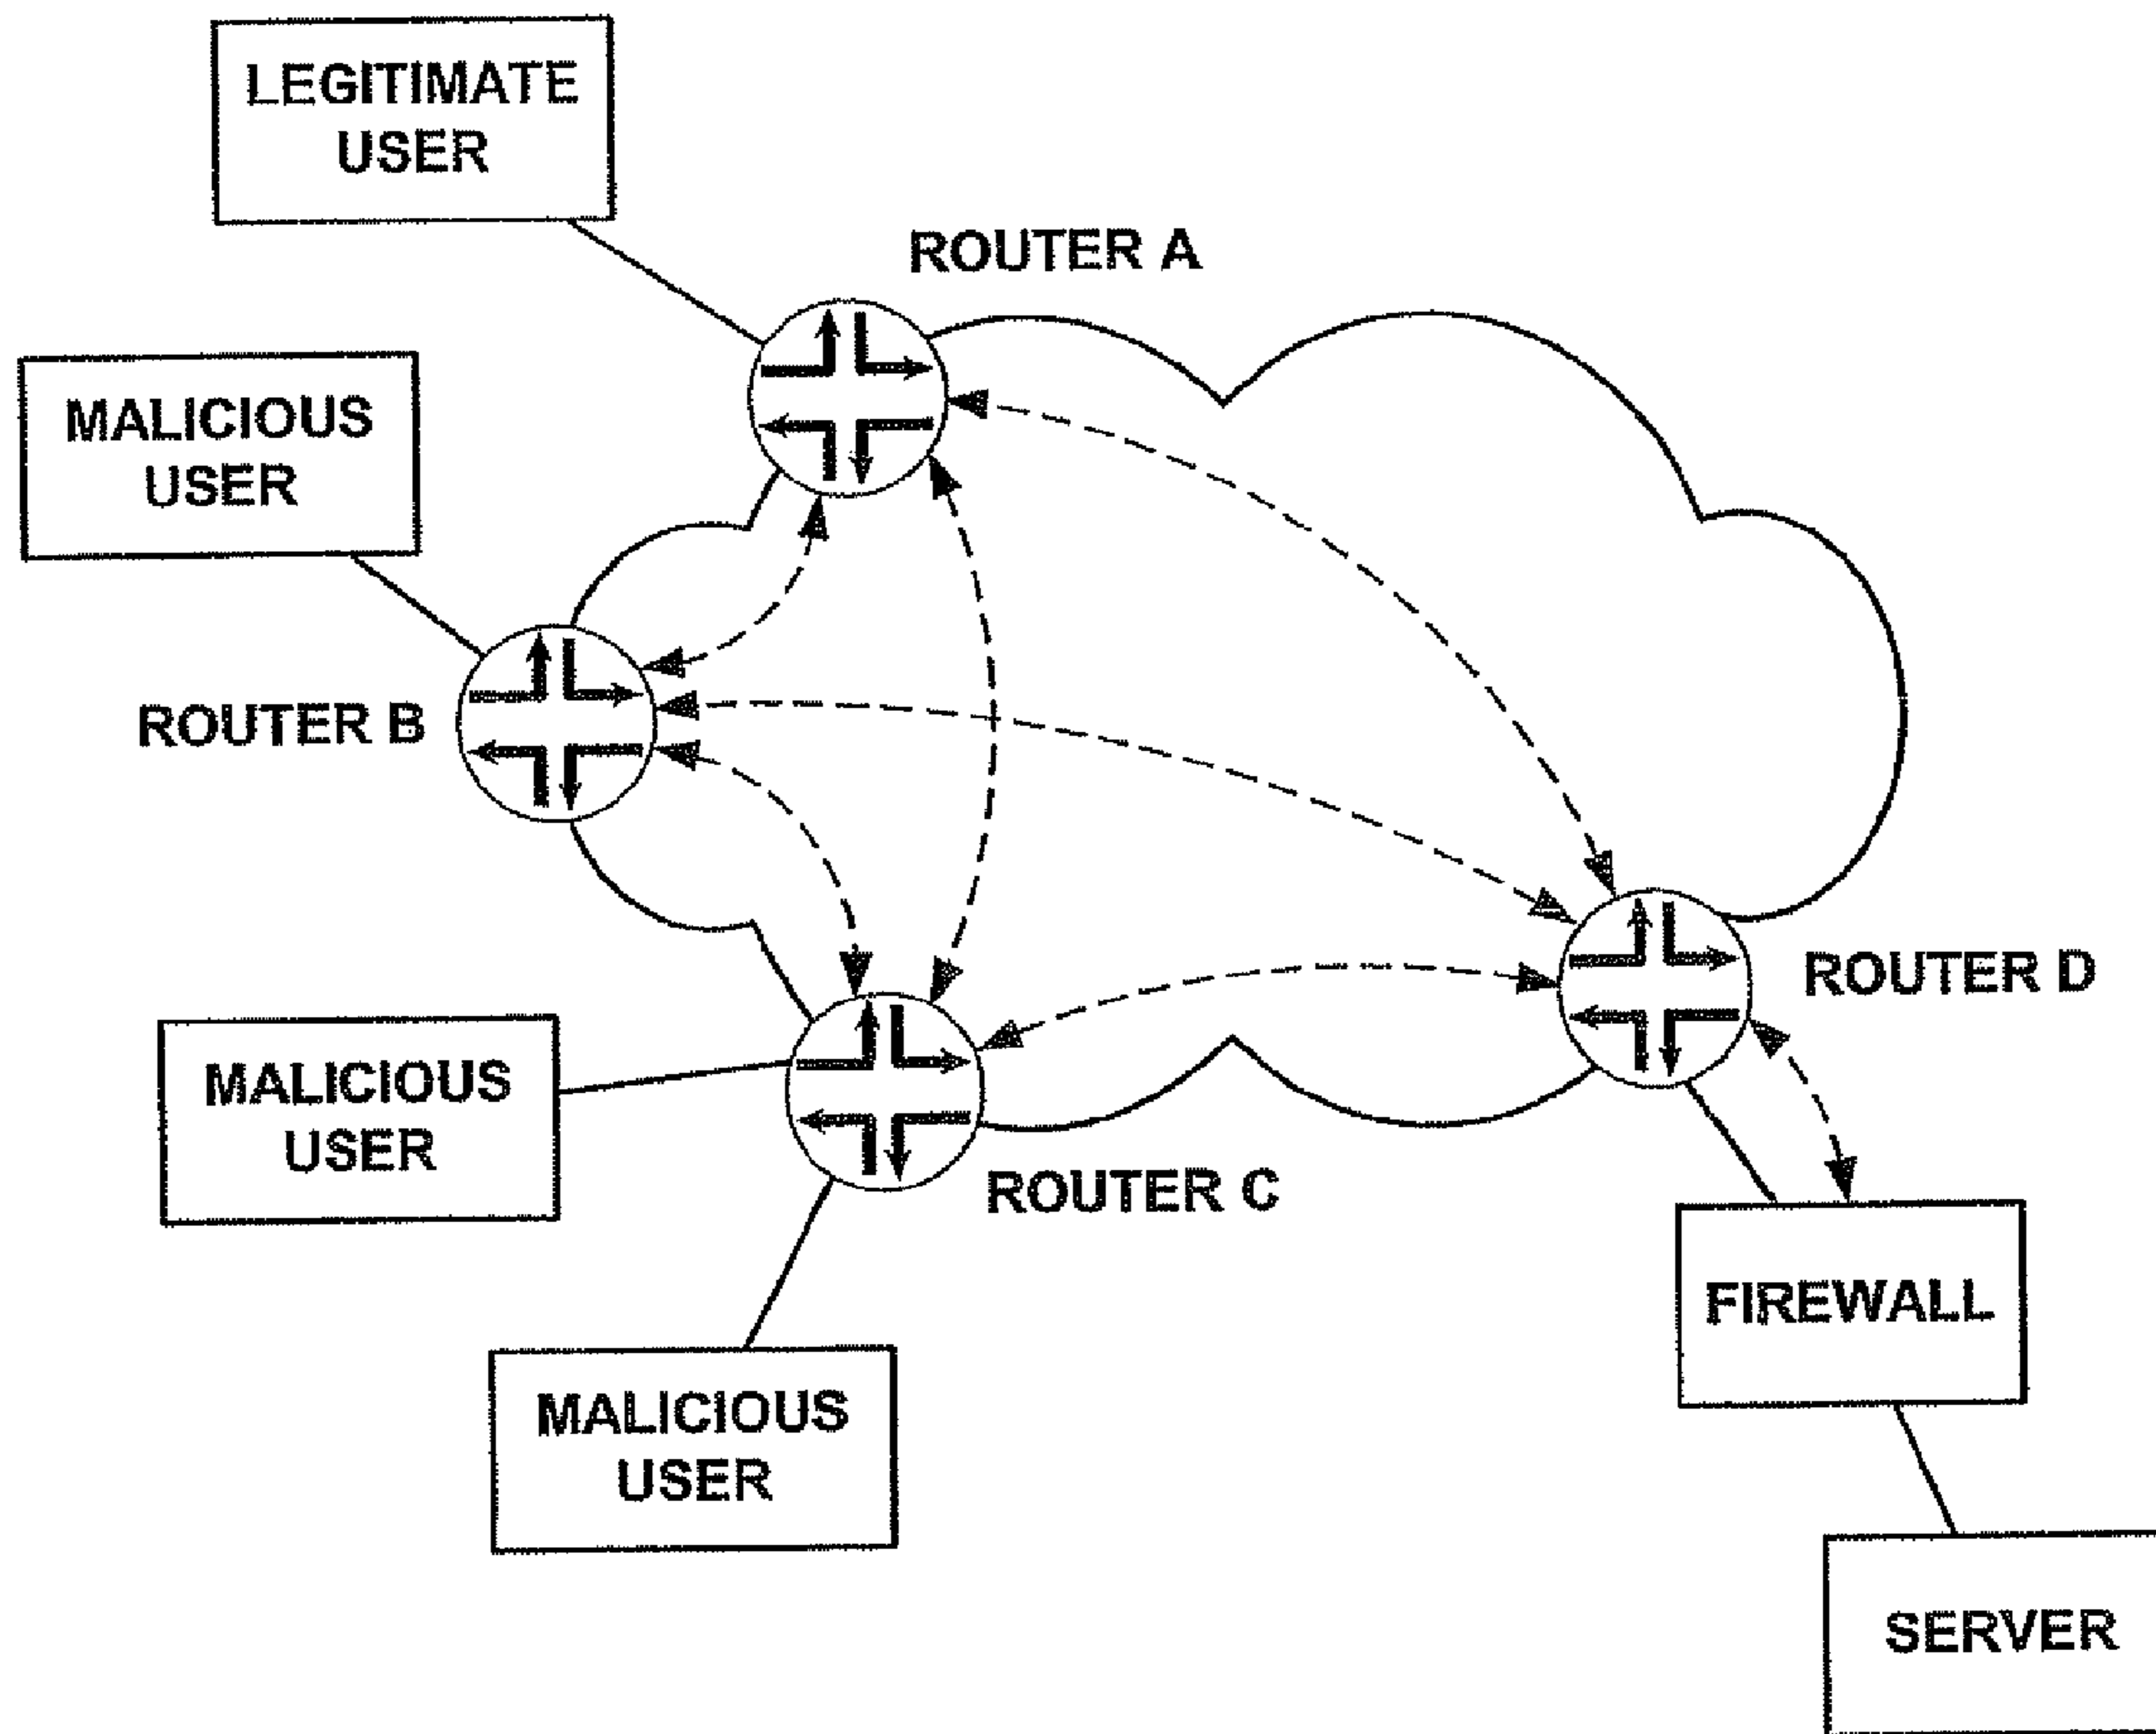 LEGITIMATE
USER
ROUTER A
MALICIOUS
USER
ROUTER B
ROUTER D
MALICIOUS
USER
ROUTER C
FIREWALL
MALICIOUS
USER
SERVER